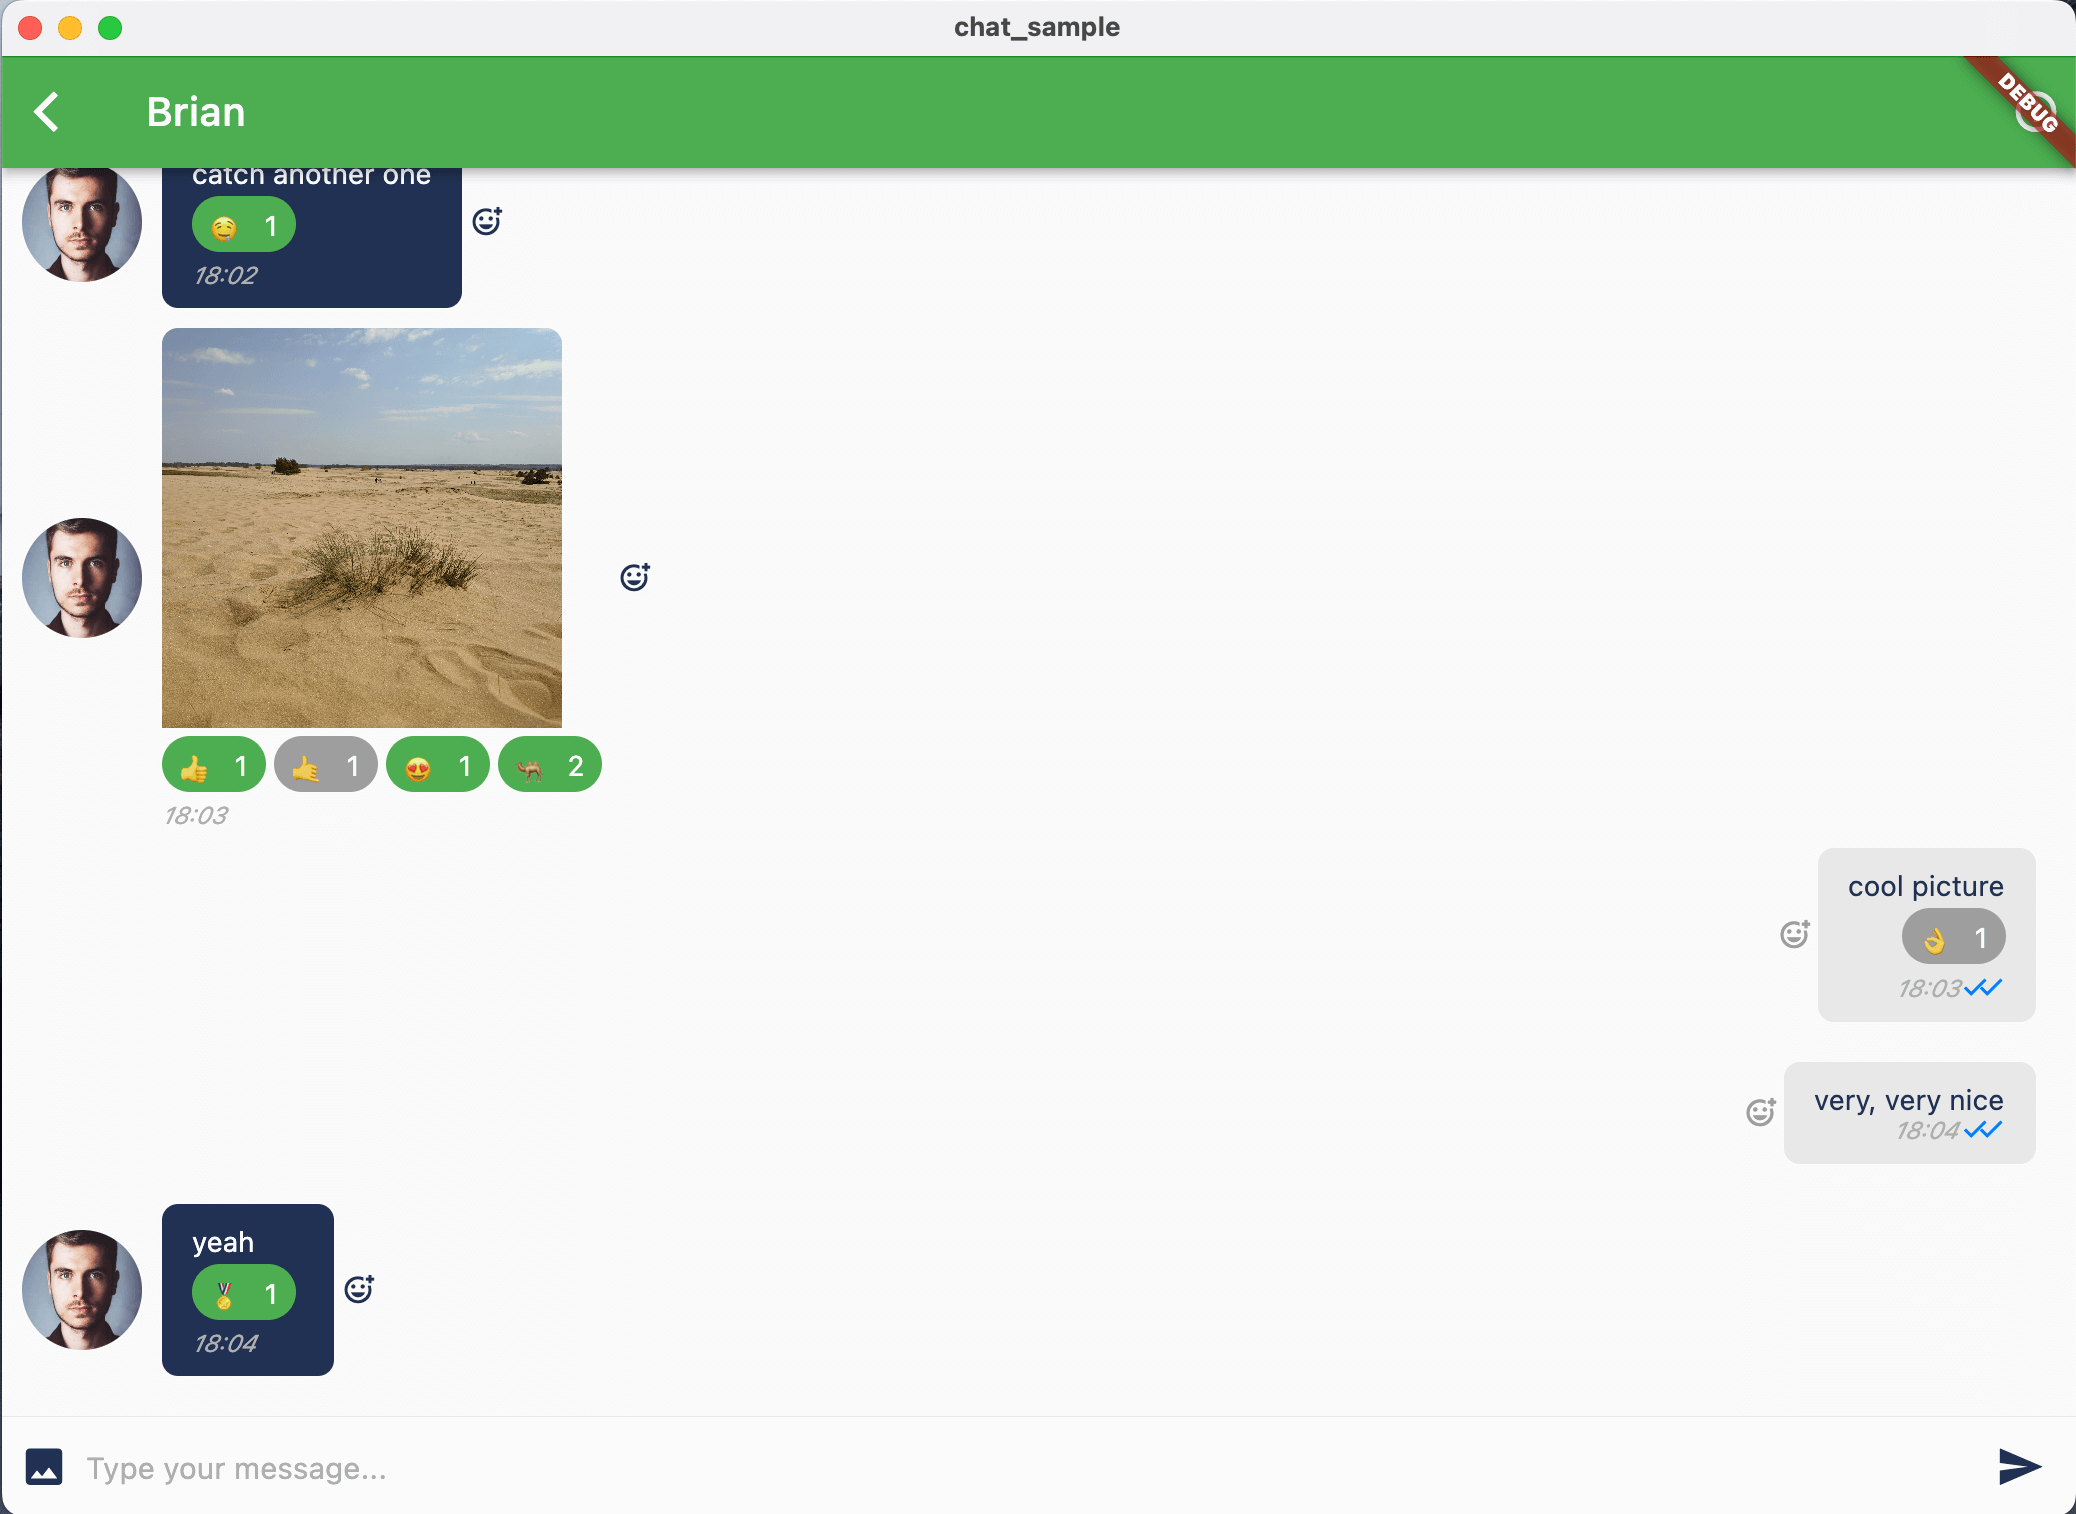 chat_sample
Brian
DEBUG
catch another one
🤤 1
18:02
👍 1 🤙 1 😍 1 🐪 2
18:03
cool picture
👌 1
18:03
very, very nice
18:04
yeah
🏅 1
18:04
Type your message...